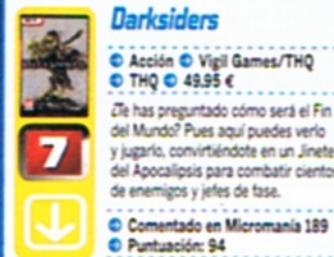 Darksiders
Acción Vigil Games/THQ
THQ 49,95 €
¿Te has preguntado cómo será el Fin
del Mundo? Pues aquí puedes verlo
y jugarlo, convirtiéndote en un Jinete
del Apocalipsis para combatir cientos
de enemigos y jefes de fase.
7
Comentado en Micromanía 189
Puntuación: 94